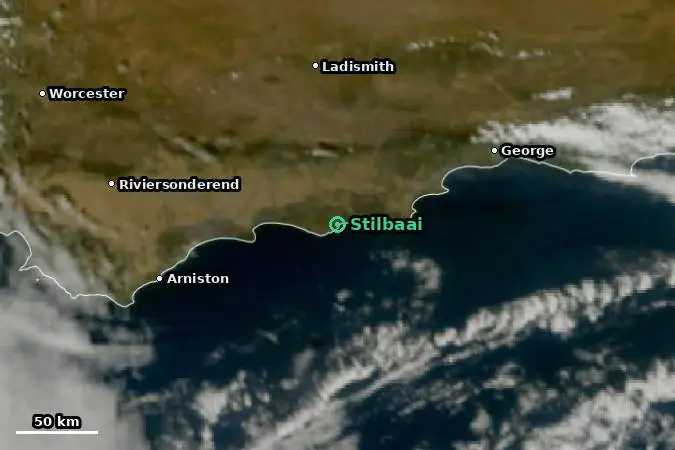 Ladismith
Worcester
George
Riviersonderend
Stilbaai
Arniston
50 km